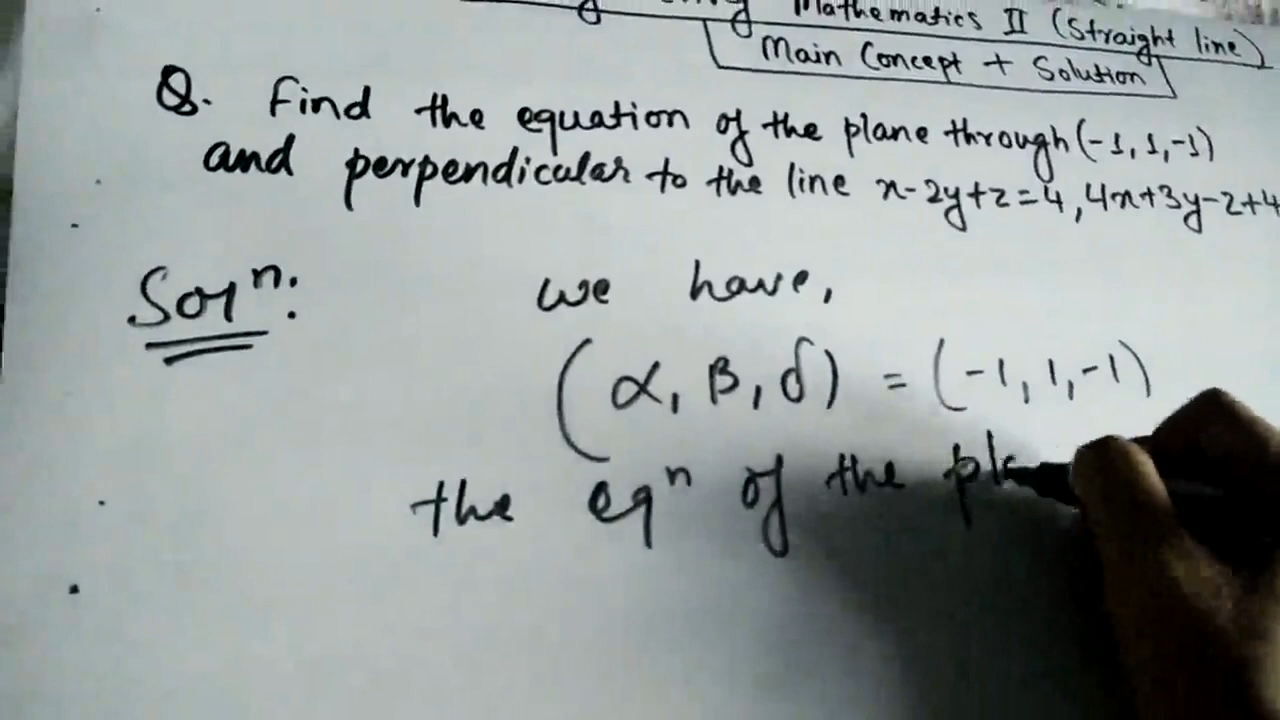 Mathematics II (Straight line)
Main Concept + Solution
Q. Find the equation of the plane through (-1, 1, -1)
and perpendicular to the line x-2y+z=4, 4x+3y-z+4
Solⁿ:
we have,
(α, β, δ) = (-1, 1, -1)
the eqⁿ of the pla